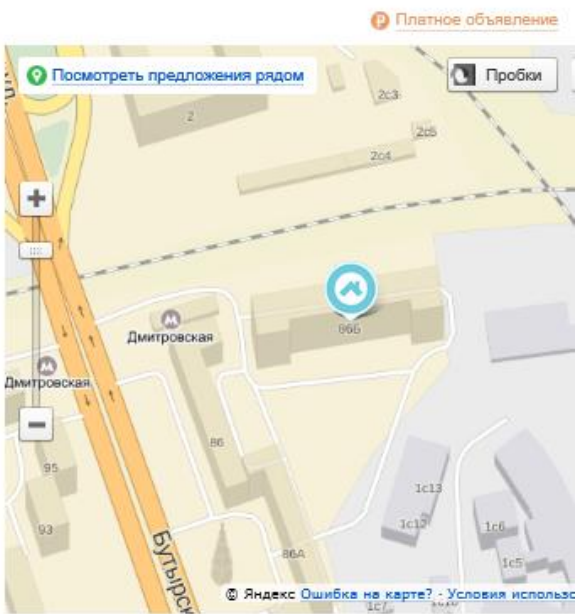 Платное объявление
Посмотреть предложения рядом
Пробки
ул.
2
2с3
2с5
2с4
Дмитровская
86Б
Дмитровская
86
95
93
86А
1с13
1с12
1с6
1с5
Бутырск
© Яндекс Ошибка на карте? - Условия использо
1с7